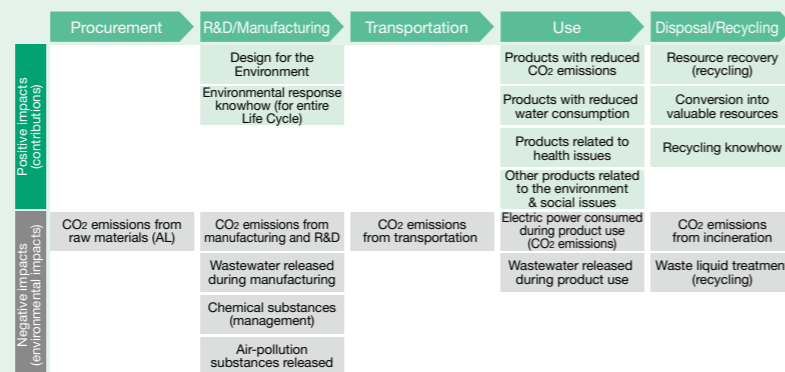 Procurement
R&D/Manufacturing
Transportation
Use
Disposal/Recycling
Positive impacts
(contributions)
Design for the
Environment
Environmental response
knowhow (for entire
Life Cycle)
Products with reduced
CO2 emissions
Products with reduced
water consumption
Products related to
health issues
Other products related
to the environment
& social issues
Resource recovery
(recycling)
Conversion into
valuable resources
Recycling knowhow
Negative impacts
(environmental impacts)
CO2 emissions from
raw materials (AL)
CO2 emissions from
manufacturing and R&D
Wastewater released
during manufacturing
Chemical substances
(management)
Air-pollution
substances released
CO2 emissions
from transportation
Electric power consumed
during product use
(CO2 emissions)
Wastewater released
during product use
CO2 emissions
from incineration
Waste liquid treatment
(recycling)